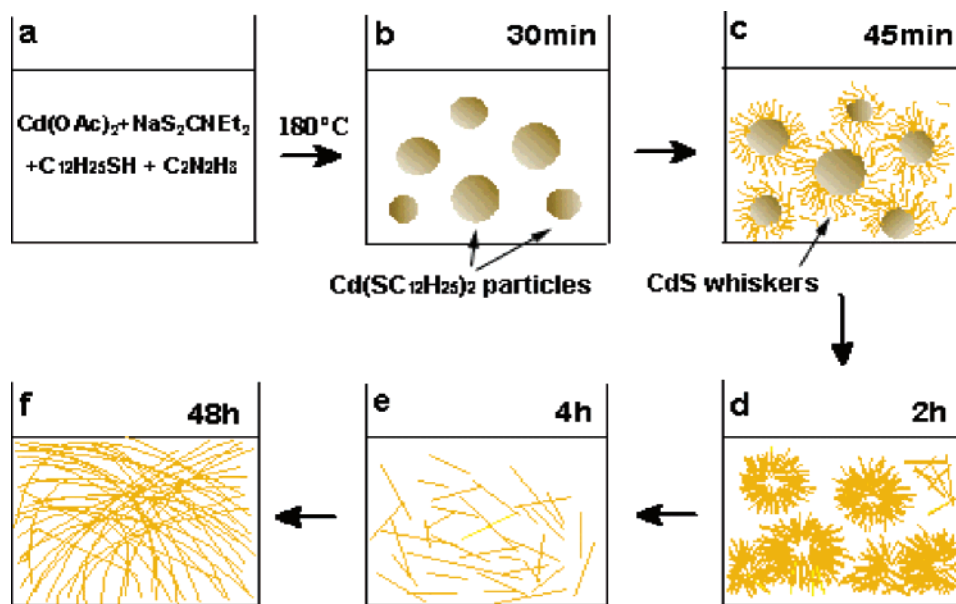 a
Cd(OAc)₂+NaS₂CNEt₂
+C₁₂H₂₅SH + C₂N₂H₈
180°C
b 30min
Cd(SC₁₂H₂₅)₂ particles
c 45min
CdS whiskers
d 2h
e 4h
f 48h